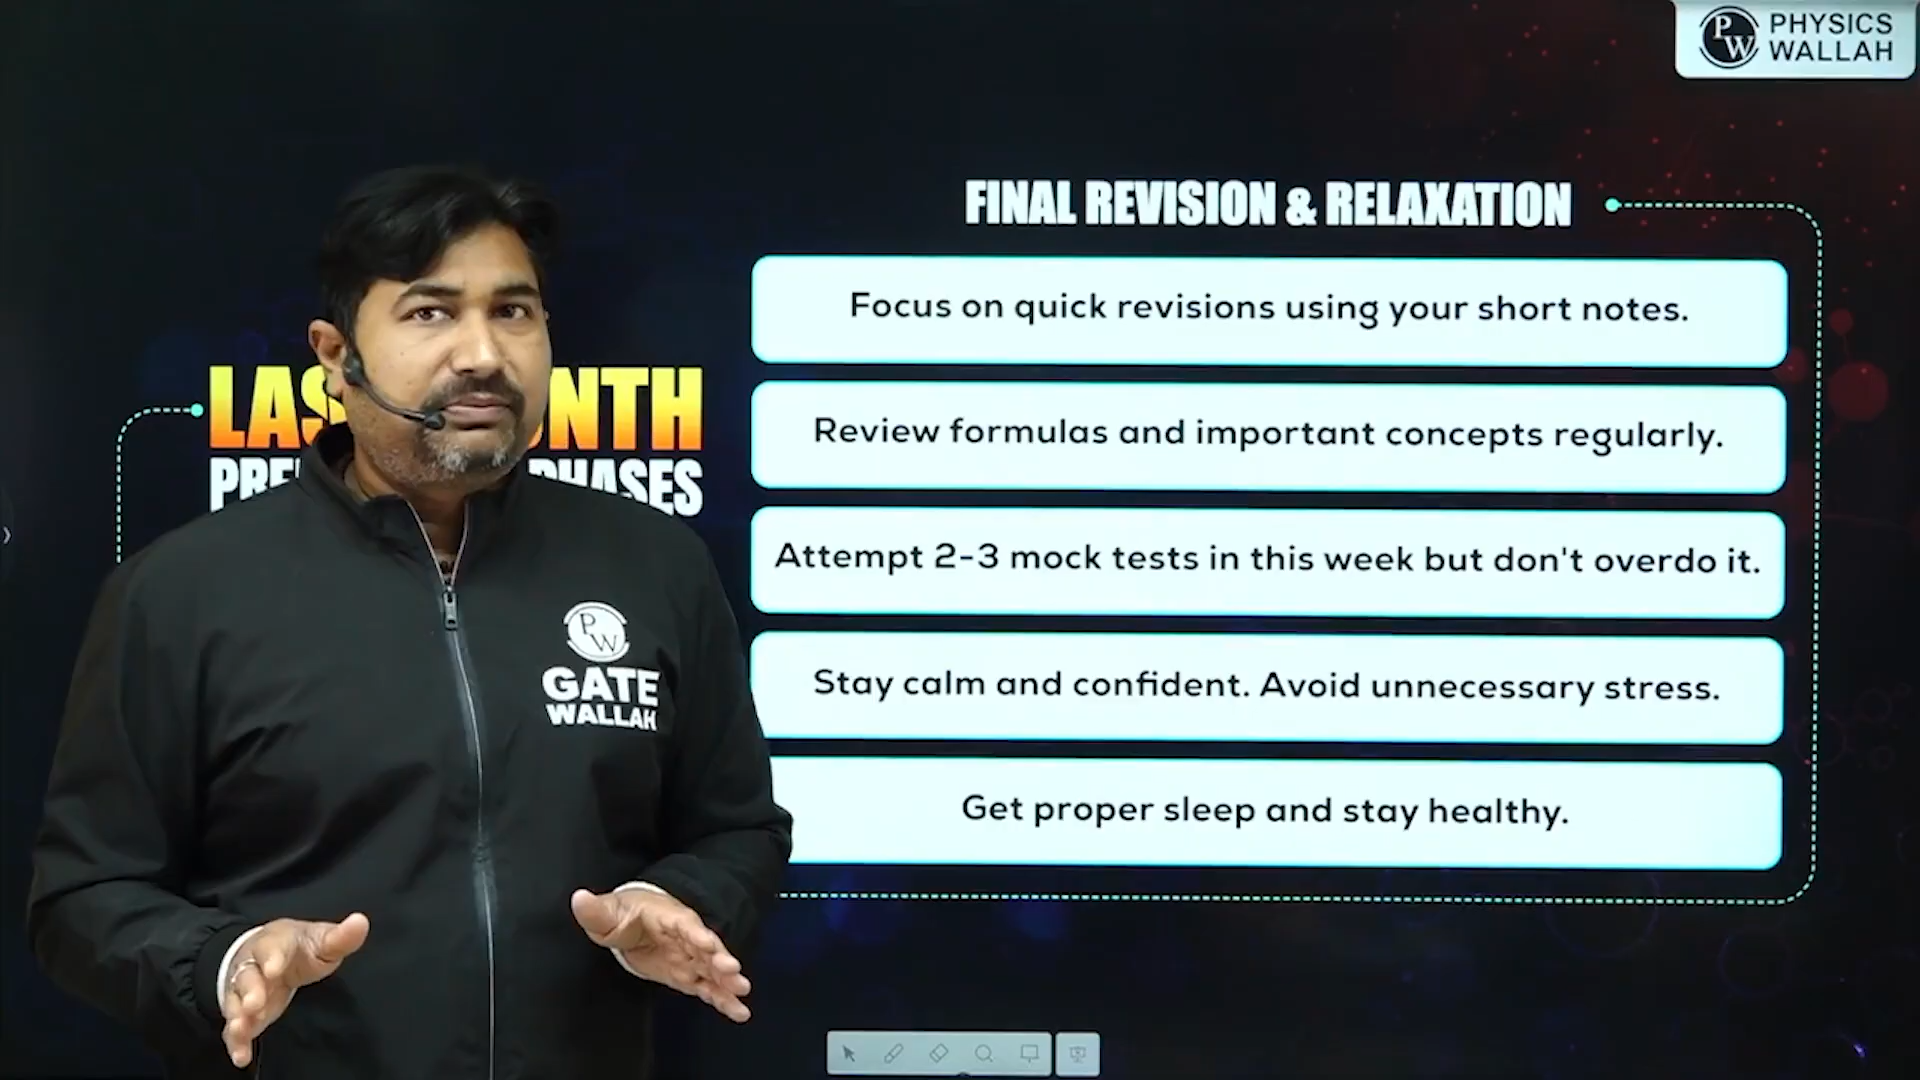 PW PHYSICS
WALLAH
FINAL REVISION & RELAXATION
Focus on quick revisions using your short notes.
Review formulas and important concepts regularly.
Attempt 2-3 mock tests in this week but don't overdo it.
Stay calm and confident. Avoid unnecessary stress.
Get proper sleep and stay healthy.
PW
GATE
WALLAH